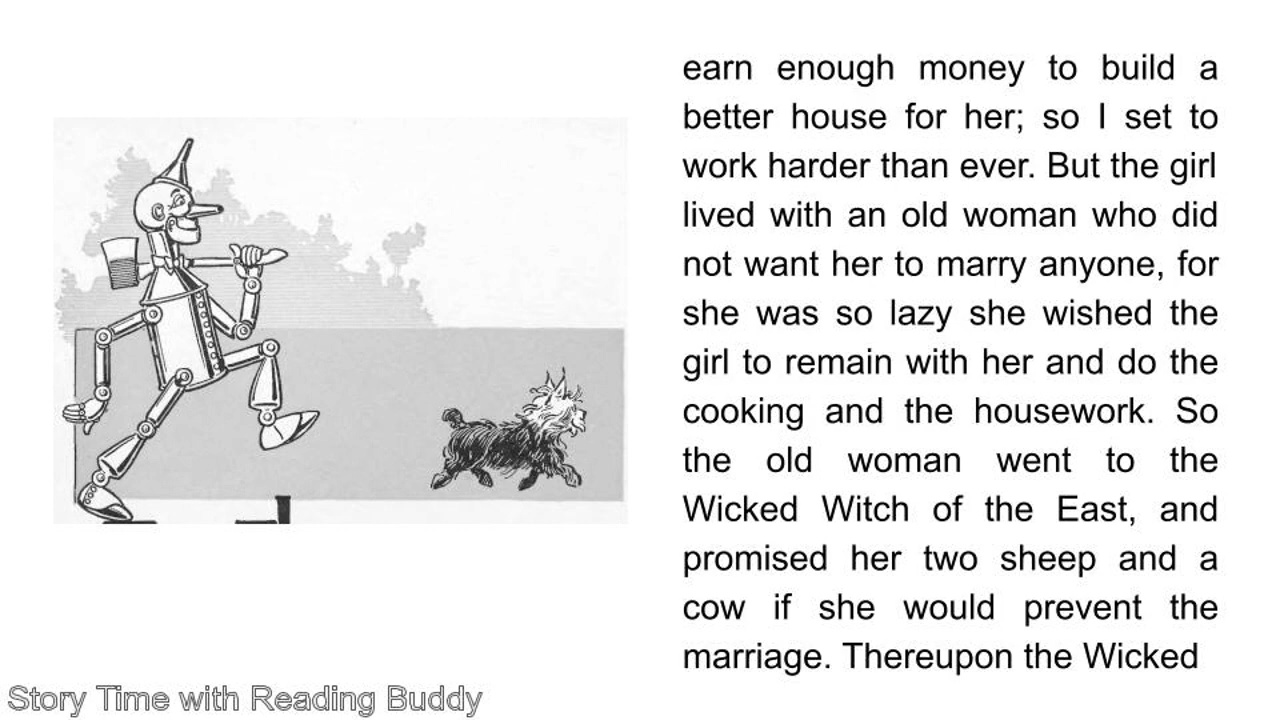 earn enough money to build a
better house for her; so I set to
work harder than ever. But the girl
lived with an old woman who did
not want her to marry anyone, for
she was so lazy she wished the
girl to remain with her and do the
cooking and the housework. So
the old woman went to the
Wicked Witch of the East, and
promised her two sheep and a
cow if she would prevent the
marriage. Thereupon the Wicked
Story Time with Reading Buddy